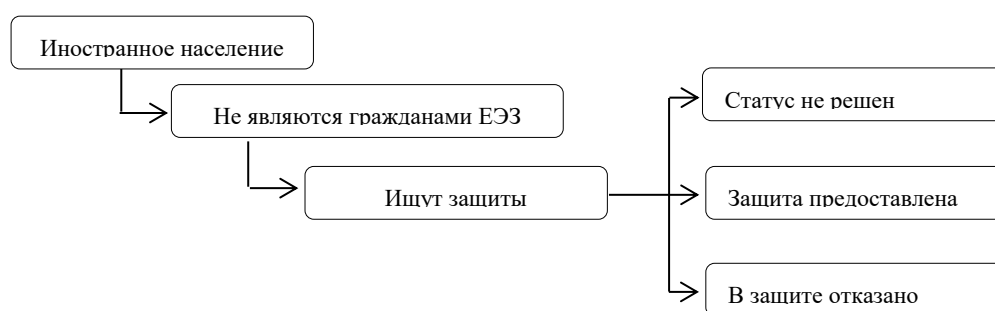 Иностранное население
Не являются гражданами ЕЭЗ
Ищут защиты
Статус не решен
Защита предоставлена
В защите отказано